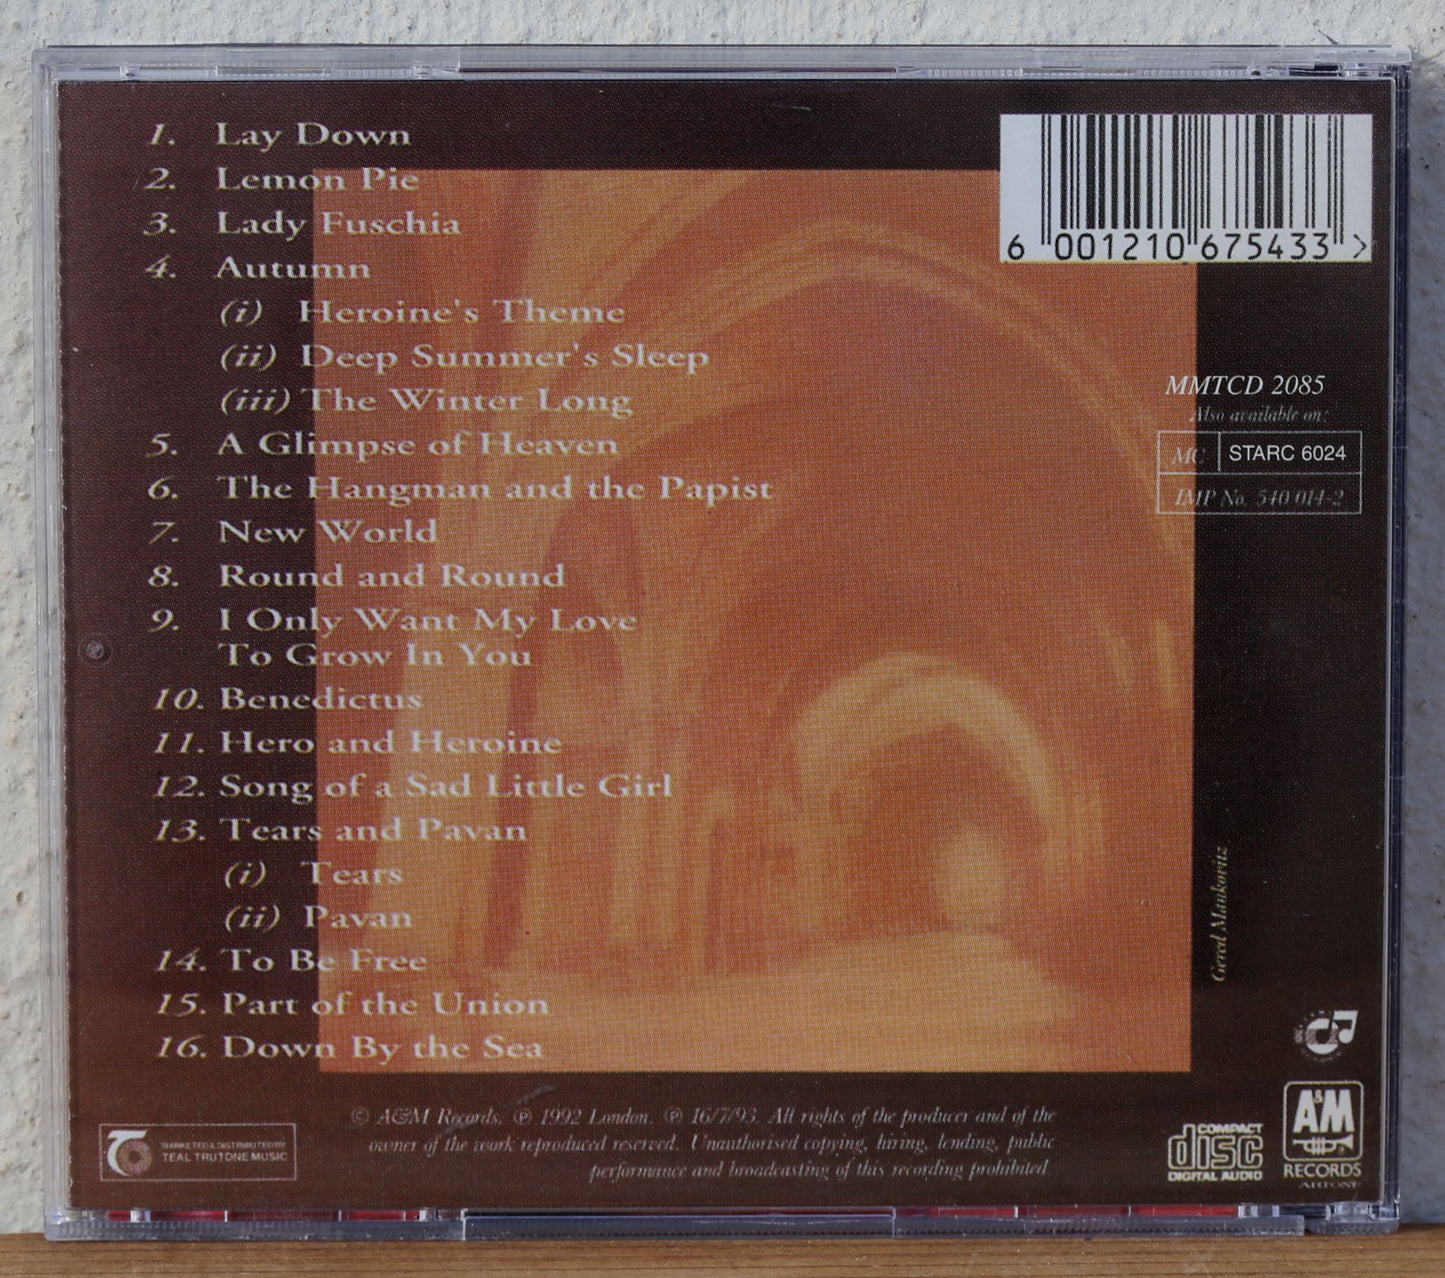 1. Lay Down
2. Lemon Pie
3. Lady Fuschia
4. Autumn
(i) Heroine's Theme
(ii) Deep Summer's Sleep
(iii) The Winter Long
5. A Glimpse of Heaven
6. The Hangman and the Papist
7. New World
8. Round and Round
9. I Only Want My Love
To Grow In You
10. Benedictus
11. Hero and Heroine
12. Song of a Sad Little Girl
13. Tears and Pavan
(i) Tears
(ii) Pavan
14. To Be Free
15. Part of the Union
16. Down By the Sea
6 001210 675433 >
MMTCD 2085
Also available on:
MC STARC 6024
IMP No. 540 014-2
Gered Mankowitz
© A&M Records. ℗ 1992 London. ℗ 16/7/93. All rights of the producer and of the
owner of the work reproduced reserved. Unauthorised copying, hiring, lending, public
performance and broadcasting of this recording prohibited.
MARKETED & DISTRIBUTED BY
TEAL TRUTONE MUSIC
COMPACT
disc
DIGITAL AUDIO
A&M
RECORDS
ARTONE